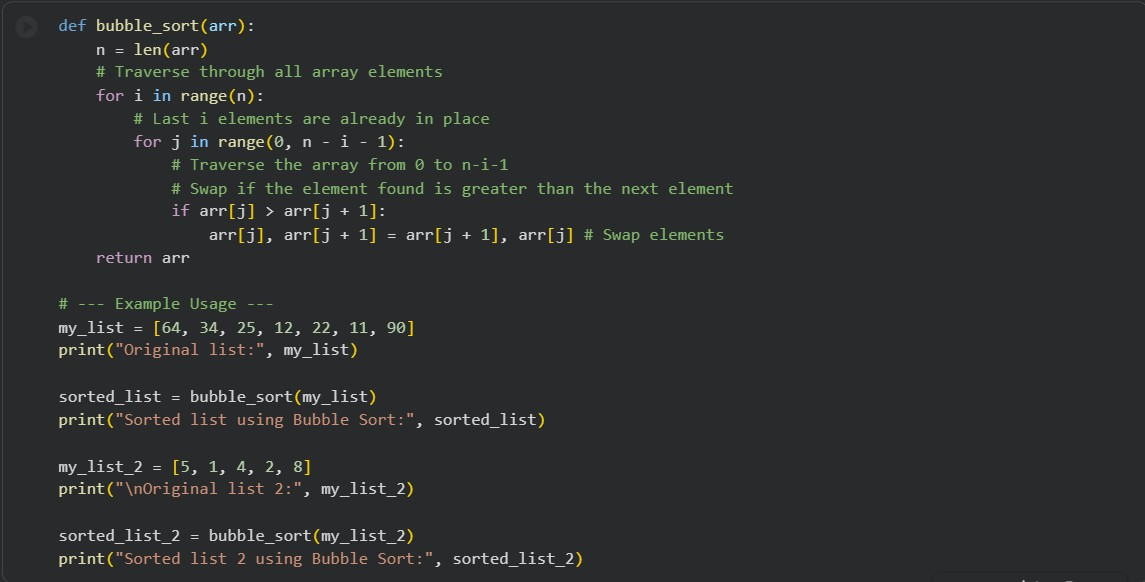 def bubble_sort(arr):
    n = len(arr)
    # Traverse through all array elements
    for i in range(n):
        # Last i elements are already in place
        for j in range(0, n - i - 1):
            # Traverse the array from 0 to n-i-1
            # Swap if the element found is greater than the next element
            if arr[j] > arr[j + 1]:
                arr[j], arr[j + 1] = arr[j + 1], arr[j] # Swap elements
    return arr

# --- Example Usage ---
my_list = [64, 34, 25, 12, 22, 11, 90]
print("Original list:", my_list)

sorted_list = bubble_sort(my_list)
print("Sorted list using Bubble Sort:", sorted_list)

my_list_2 = [5, 1, 4, 2, 8]
print("\nOriginal list 2:", my_list_2)

sorted_list_2 = bubble_sort(my_list_2)
print("Sorted list 2 using Bubble Sort:", sorted_list_2)